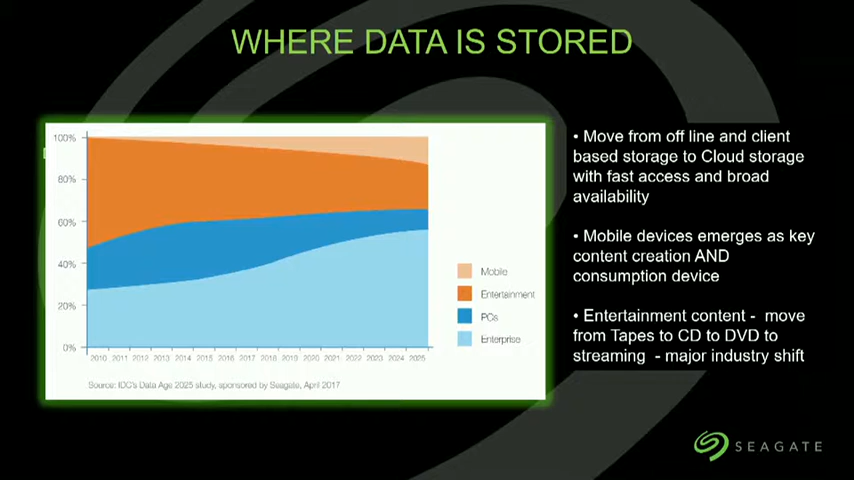 WHERE DATA IS STORED
100%
80%
60%
40%
20%
0%
2010 2011 2012 2013 2014 2015 2016 2017 2018 2019 2020 2021 2022 2023 2024 2025
Mobile
Entertainment
PCs
Enterprise
Source: IDC's Data Age 2025 study, sponsored by Seagate, April 2017
• Move from off line and client
based storage to Cloud storage
with fast access and broad
availability
• Mobile devices emerges as key
content creation AND
consumption device
• Entertainment content - move
from Tapes to CD to DVD to
streaming - major industry shift
SEAGATE